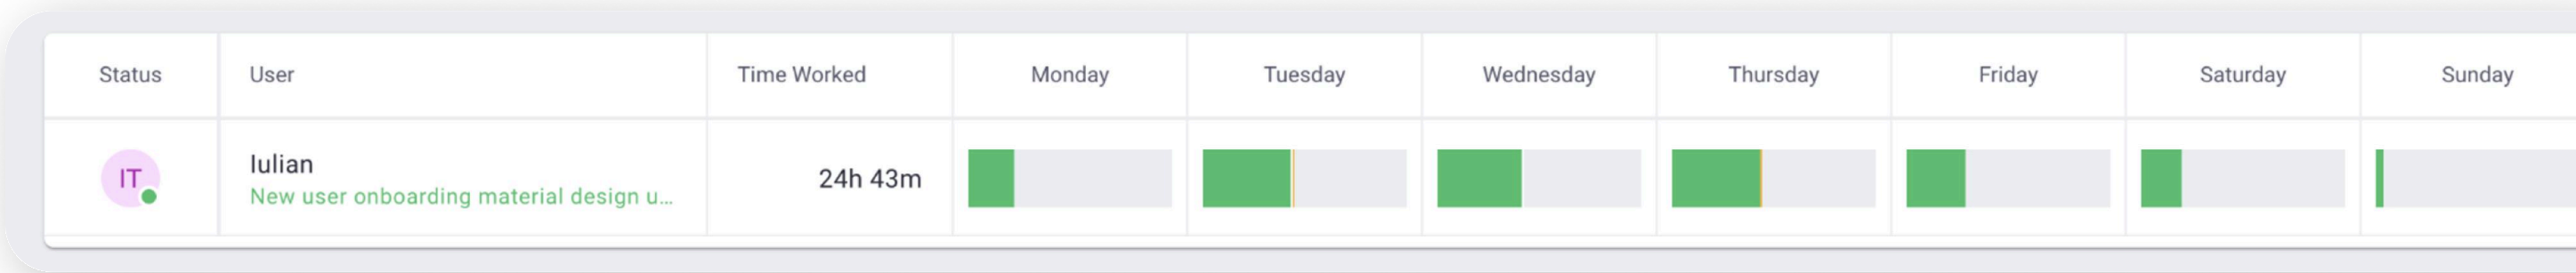 Status User Time Worked Monday Tuesday Wednesday Thursday Friday Saturday Sunday
IT Iulian 24h 43m
New user onboarding material design u...